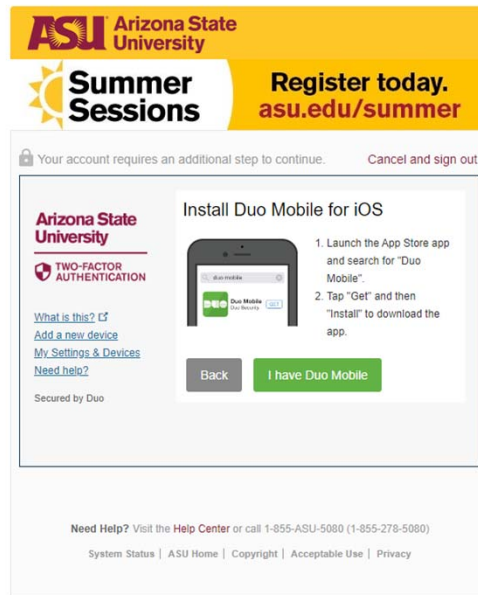 ASU Arizona State
University
Summer
Sessions
Register today.
asu.edu/summer
Your account requires an additional step to continue.
Cancel and sign out
Arizona State
University
TWO-FACTOR
AUTHENTICATION
What is this?
Add a new device
My Settings & Devices
Need help?
Secured by Duo
Install Duo Mobile for iOS
duo mobile
Duo Mobile
Duo Security
GET
1. Launch the App Store app
and search for "Duo
Mobile".
2. Tap "Get" and then
"Install" to download the
app.
Back
I have Duo Mobile
Need Help? Visit the Help Center or call 1-855-ASU-5080 (1-855-278-5080)
System Status | ASU Home | Copyright | Acceptable Use | Privacy